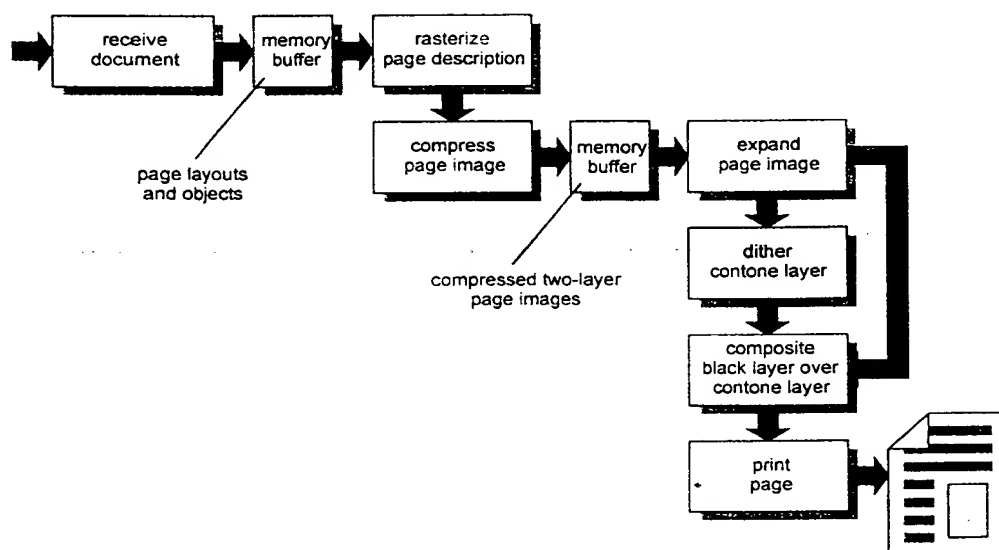 receive
document
memory
buffer
rasterize
page description
compress
page image
memory
buffer
expand
page image
page layouts
and objects
dither
contone layer
compressed two-layer
page images
composite
black layer over
contone layer
print
page